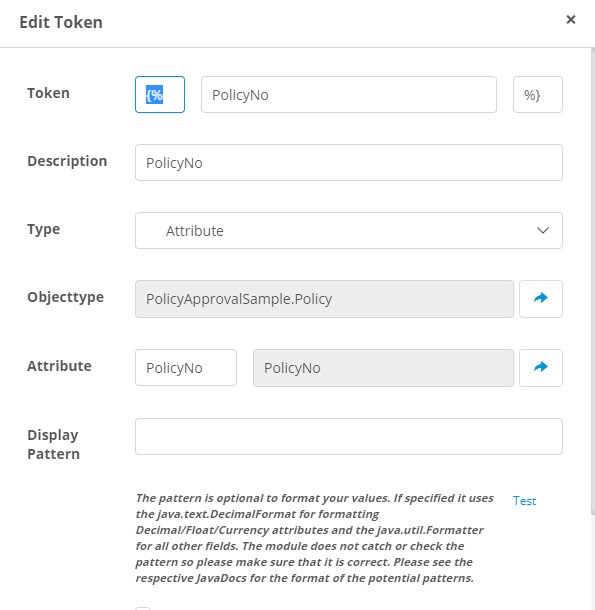 Edit Token ×
Token {% PolicyNo %}
Description PolicyNo
Type Attribute
Objecttype PolicyApprovalSample.Policy
Attribute PolicyNo PolicyNo
Display
Pattern
The pattern is optional to format your values. If specified it uses Test
the java.text.DecimalFormat for formatting
Decimal/Float/Currency attributes and the java.util.Formatter
for all other fields. The module does not catch or check the
pattern so please make sure that it is correct. Please see the
respective JavaDocs for the format of the potential patterns.